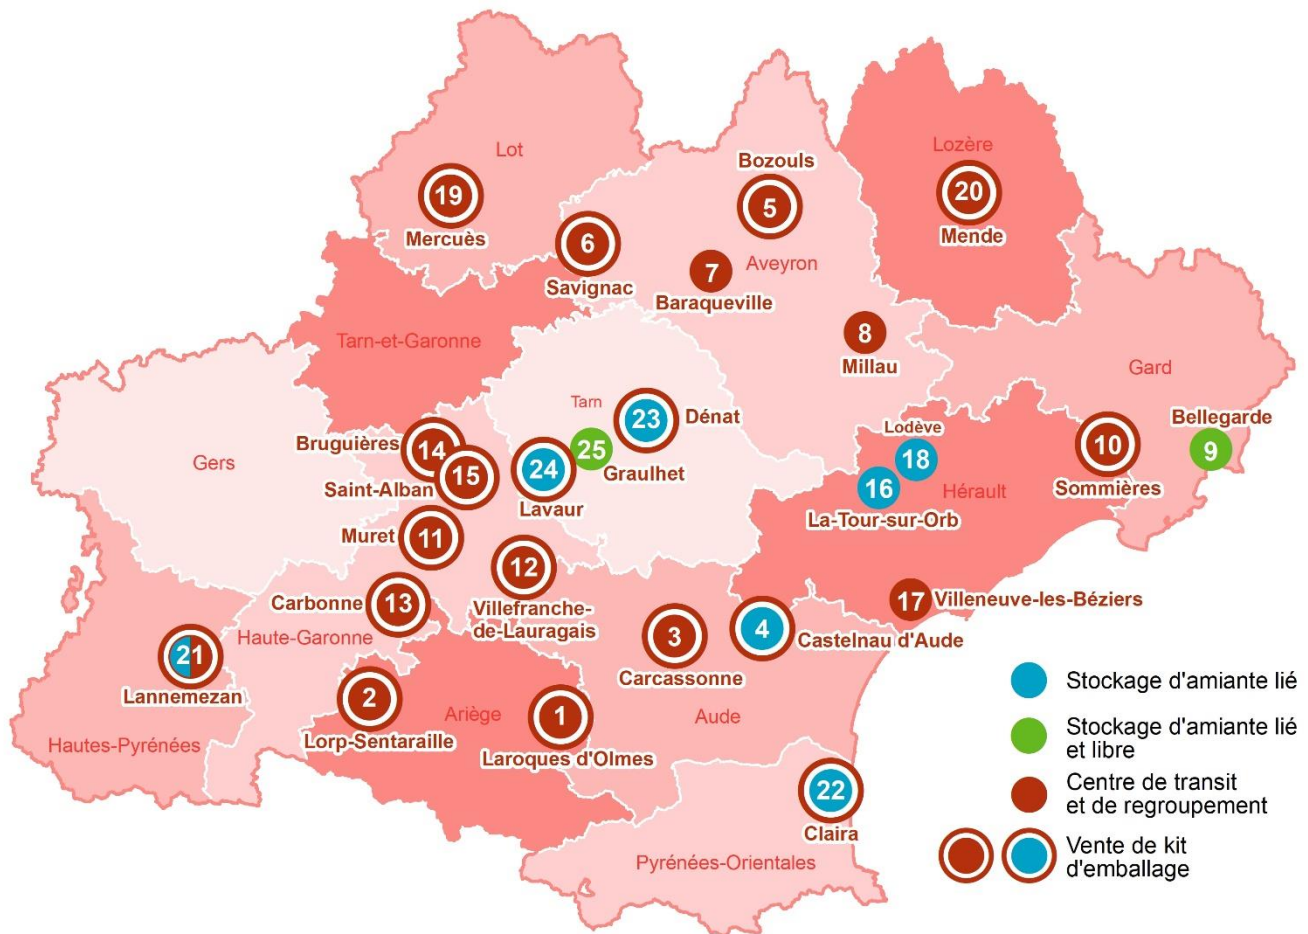 Lot
19
Mercuès
6
Savignac
Bozouls
5
7
Aveyron
Baraqueville
8
Millau
Lozère
20
Mende
Tarn-et-Garonne
Gard
Bellegarde
9
10
Sommières
Gers
Tarn
23
Dénat
25
Graulhet
24
Lavaur
Bruguières
14
Saint-Alban
15
Muret
11
12
Villefranche-
de-Lauragais
Carbonne
13
Haute-Garonne
Lodève
18
16
Hérault
La-Tour-sur-Orb
17
Villeneuve-les-Béziers
3
Carcassonne
4
Castelnau d'Aude
21
Lannemezan
Hautes-Pyrénées
2
Lorp-Sentaraille
Ariège
1
Laroques d'Olmes
Aude
22
Claira
Pyrénées-Orientales
Stockage d'amiante lié
Stockage d'amiante lié
et libre
Centre de transit
et de regroupement
Vente de kit
d'emballage